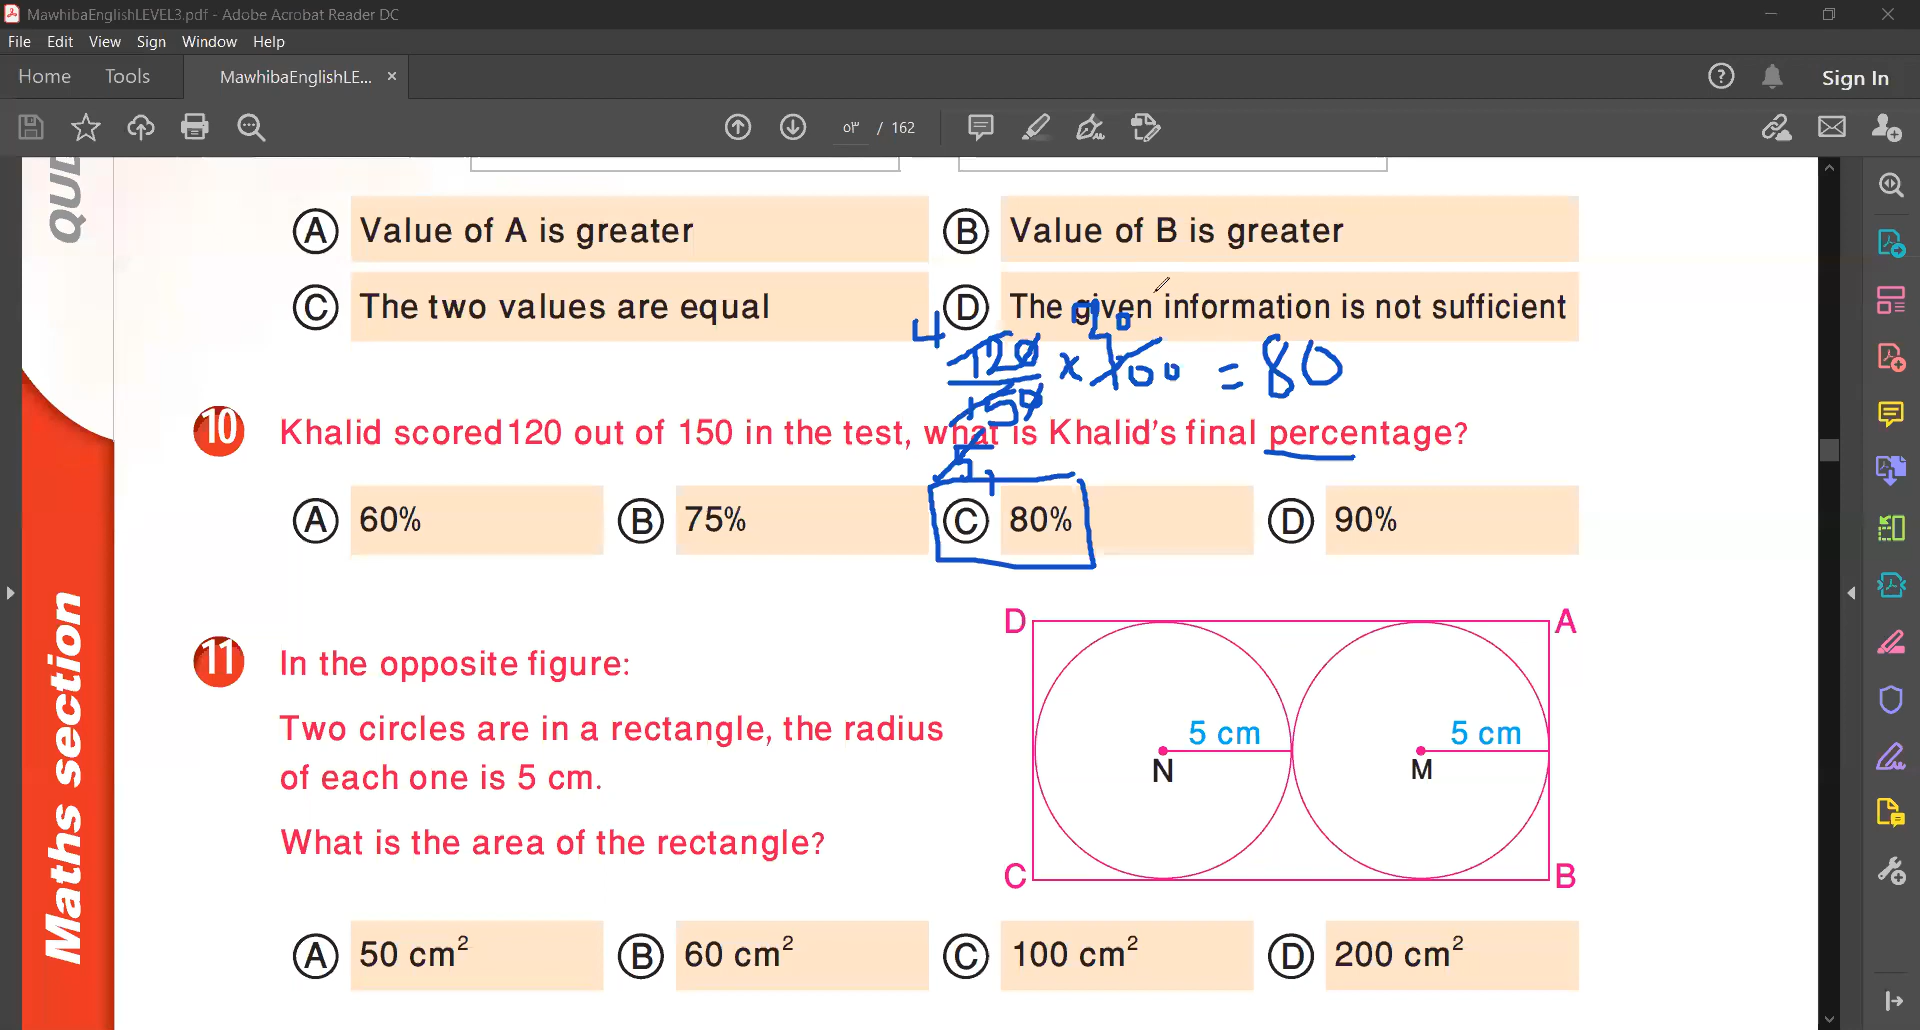 MawhibaEnglishLEVEL3.pdf - Adobe Acrobat Reader DC
File Edit View Sign Window Help
Home Tools MawhibaEnglishLE... × Sign In
٥٣ / 162
A Value of A is greater
B Value of B is greater
C The two values are equal
D The given information is not sufficient
4 120 × 100 = 80
20
150
5
1
10 Khalid scored 120 out of 150 in the test, what is Khalid's final percentage?
A 60% B 75% C 80% D 90%
11 In the opposite figure:
Two circles are in a rectangle, the radius
of each one is 5 cm.
What is the area of the rectangle?
D A
5 cm 5 cm
N M
C B
A 50 cm² B 60 cm² C 100 cm² D 200 cm²
Maths section